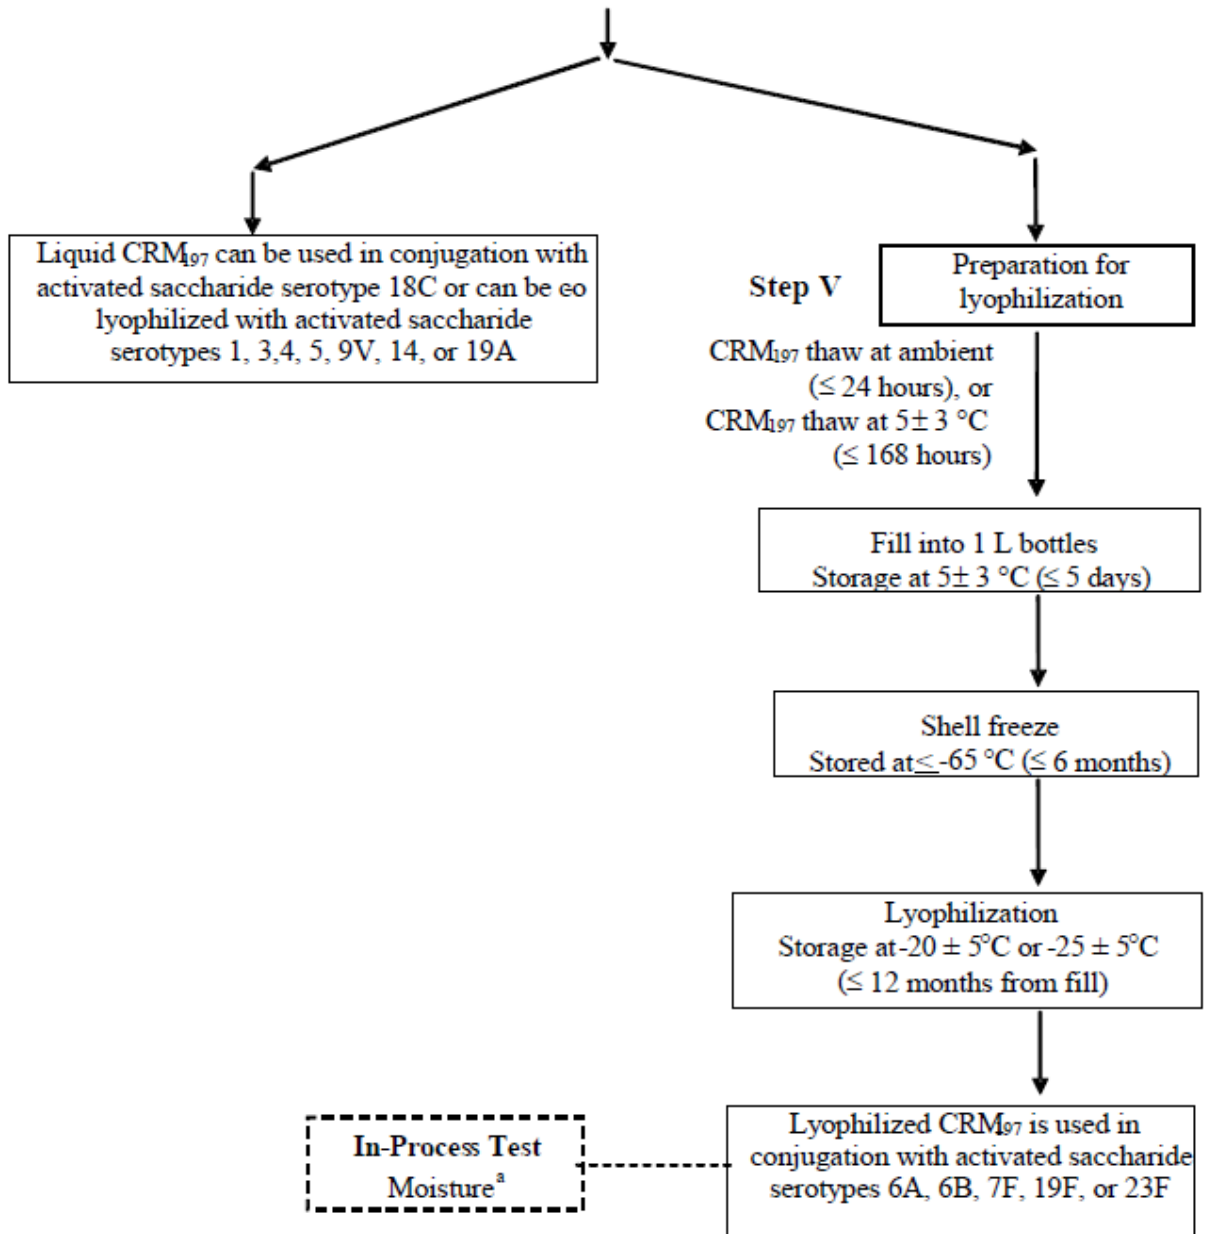 Liquid CRM₁₉₇ can be used in conjugation with
activated saccharide serotype 18C or can be co
lyophilized with activated saccharide
serotypes 1, 3,4, 5, 9V, 14, or 19A
Step V
Preparation for
lyophilization
CRM₁₉₇ thaw at ambient
(≤ 24 hours), or
CRM₁₉₇ thaw at 5± 3 °C
(≤ 168 hours)
Fill into 1 L bottles
Storage at 5± 3 °C (≤ 5 days)
Shell freeze
Stored at ≤ -65 °C (≤ 6 months)
Lyophilization
Storage at -20 ± 5°C or -25 ± 5°C
(≤ 12 months from fill)
In-Process Test
Moistureᵃ
Lyophilized CRM₁₉₇ is used in
conjugation with activated saccharide
serotypes 6A, 6B, 7F, 19F, or 23F